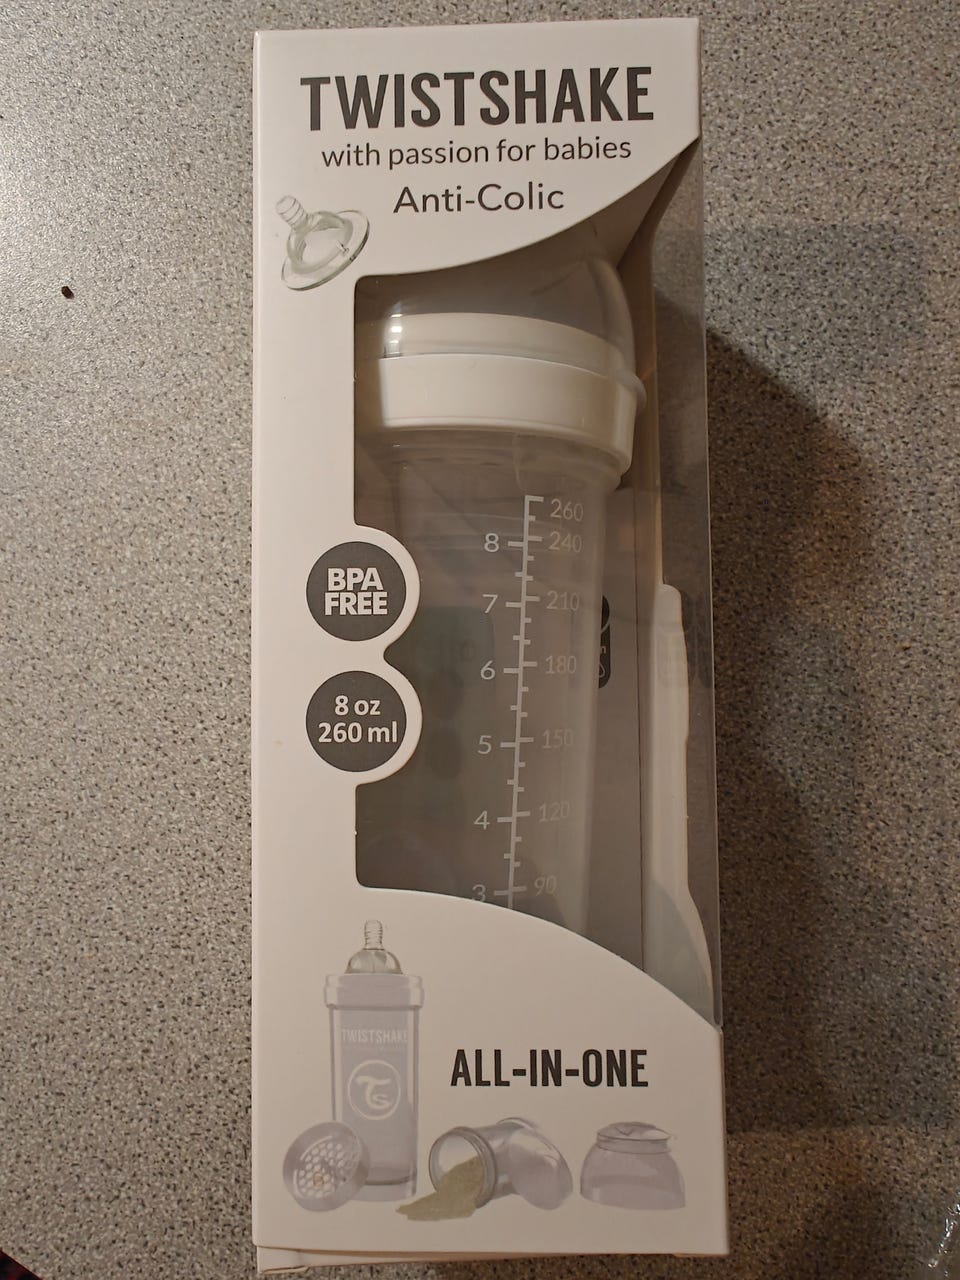 TWISTSHAKE
with passion for babies
Anti-Colic
260
8 240
7 210
6 180
5 150
4 120
3 90
BPA
FREE
8 oz
260 ml
TWISTSHAKE
TS
ALL-IN-ONE